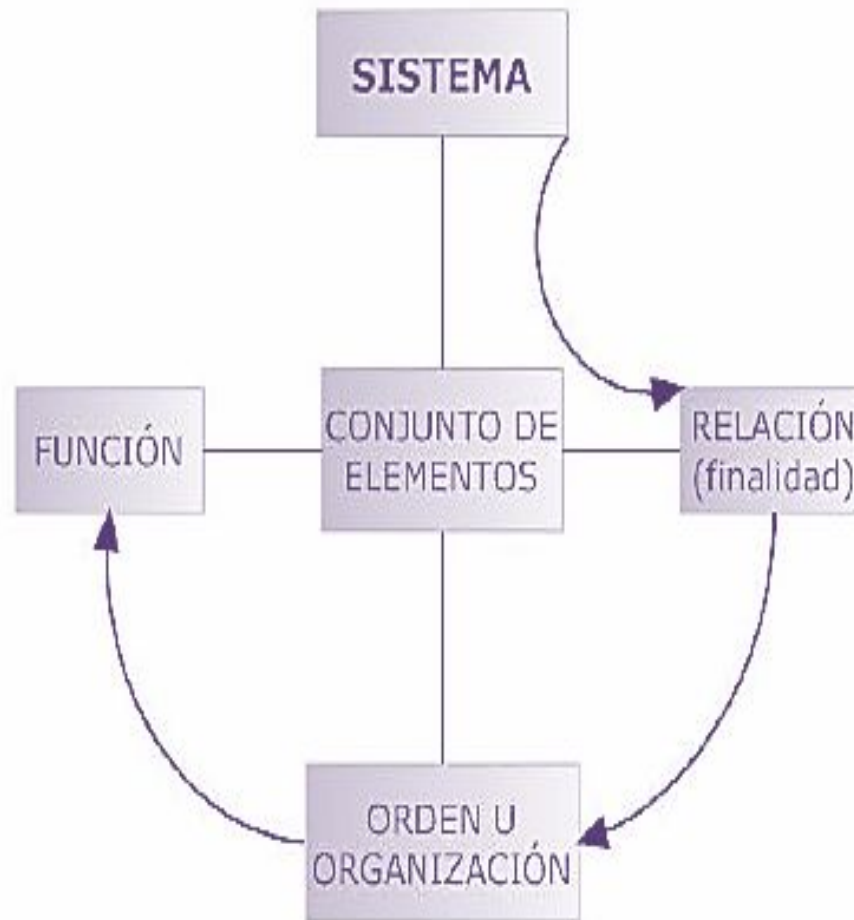 SISTEMA
FUNCIÓN
CONJUNTO DE
ELEMENTOS
RELACIÓN
(finalidad)
ORDEN U
ORGANIZACIÓN